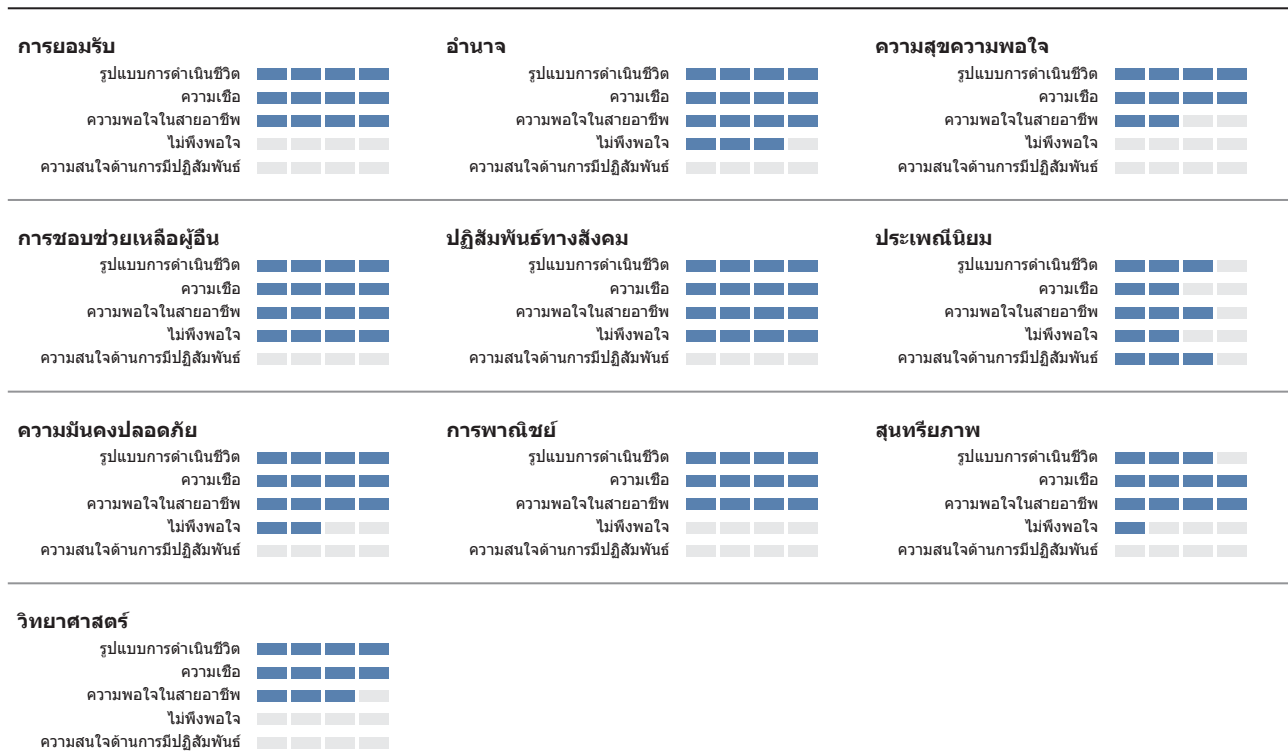 การยอมรับ
รูปแบบการดำเนินชีวิต
ความเชื่อ
ความพอใจในสายอาชีพ
ไม่พึงพอใจ
ความสนใจด้านการมีปฏิสัมพันธ์
อำนาจ
รูปแบบการดำเนินชีวิต
ความเชื่อ
ความพอใจในสายอาชีพ
ไม่พึงพอใจ
ความสนใจด้านการมีปฏิสัมพันธ์
ความสุขความพอใจ
รูปแบบการดำเนินชีวิต
ความเชื่อ
ความพอใจในสายอาชีพ
ไม่พึงพอใจ
ความสนใจด้านการมีปฏิสัมพันธ์
การชอบช่วยเหลือผู้อื่น
รูปแบบการดำเนินชีวิต
ความเชื่อ
ความพอใจในสายอาชีพ
ไม่พึงพอใจ
ความสนใจด้านการมีปฏิสัมพันธ์
ปฏิสัมพันธ์ทางสังคม
รูปแบบการดำเนินชีวิต
ความเชื่อ
ความพอใจในสายอาชีพ
ไม่พึงพอใจ
ความสนใจด้านการมีปฏิสัมพันธ์
ประเพณีนิยม
รูปแบบการดำเนินชีวิต
ความเชื่อ
ความพอใจในสายอาชีพ
ไม่พึงพอใจ
ความสนใจด้านการมีปฏิสัมพันธ์
ความมั่นคงปลอดภัย
รูปแบบการดำเนินชีวิต
ความเชื่อ
ความพอใจในสายอาชีพ
ไม่พึงพอใจ
ความสนใจด้านการมีปฏิสัมพันธ์
การพาณิชย์
รูปแบบการดำเนินชีวิต
ความเชื่อ
ความพอใจในสายอาชีพ
ไม่พึงพอใจ
ความสนใจด้านการมีปฏิสัมพันธ์
สุนทรียภาพ
รูปแบบการดำเนินชีวิต
ความเชื่อ
ความพอใจในสายอาชีพ
ไม่พึงพอใจ
ความสนใจด้านการมีปฏิสัมพันธ์
วิทยาศาสตร์
รูปแบบการดำเนินชีวิต
ความเชื่อ
ความพอใจในสายอาชีพ
ไม่พึงพอใจ
ความสนใจด้านการมีปฏิสัมพันธ์